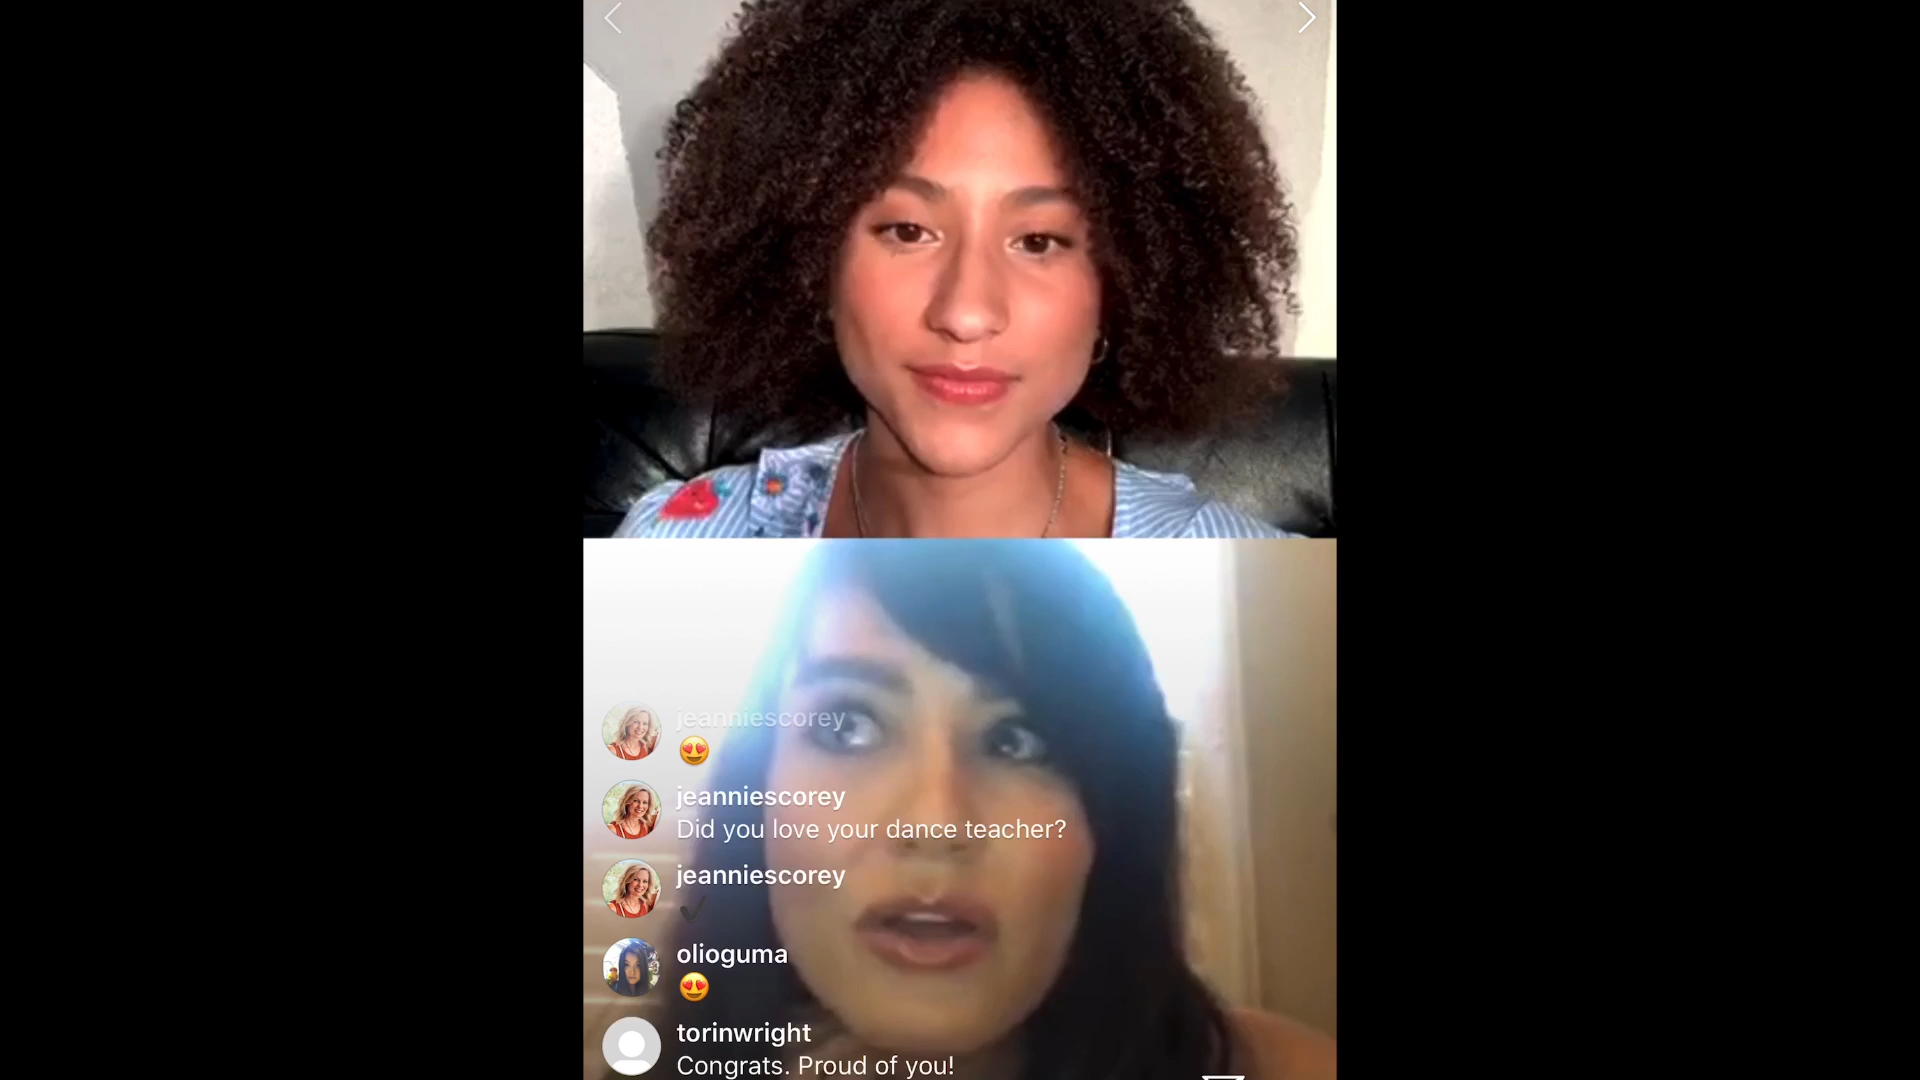 jeanniescorey
😍
jeanniescorey
Did you love your dance teacher?
jeanniescorey
✔
olioguma
😍
torinwright
Congrats. Proud of you!